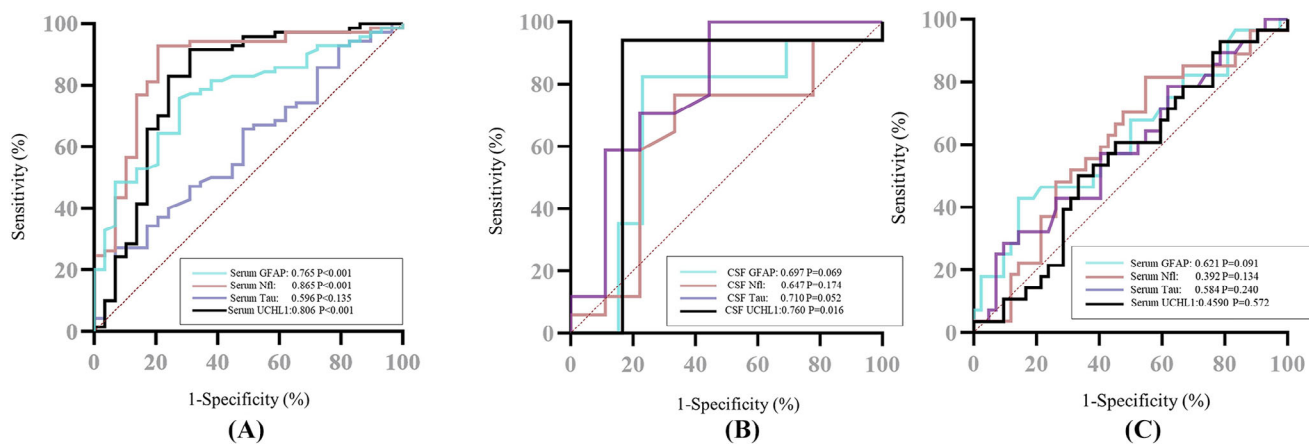 100
80
60
40
20
0
Sensitivity (%)
Serum GFAP: 0.765 P<0.001
Serum Nfl: 0.865 P<0.001
Serum Tau: 0.596 P<0.135
Serum UCHL1:0.806 P<0.001
0 20 40 60 80 100
1-Specificity (%)
(A)
100
80
60
40
20
0
Sensitivity (%)
CSF GFAP: 0.697 P=0.069
CSF Nfl: 0.647 P=0.174
CSF Tau: 0.710 P=0.052
CSF UCHL1:0.760 P=0.016
0 20 40 60 80 100
1-Specificity (%)
(B)
100
80
60
40
20
0
Sensitivity (%)
Serum GFAP: 0.621 P=0.091
Serum Nfl: 0.392 P=0.134
Serum Tau: 0.584 P=0.240
Serum UCHL1:0.4590 P=0.572
0 20 40 60 80 100
1-Specificity (%)
(C)